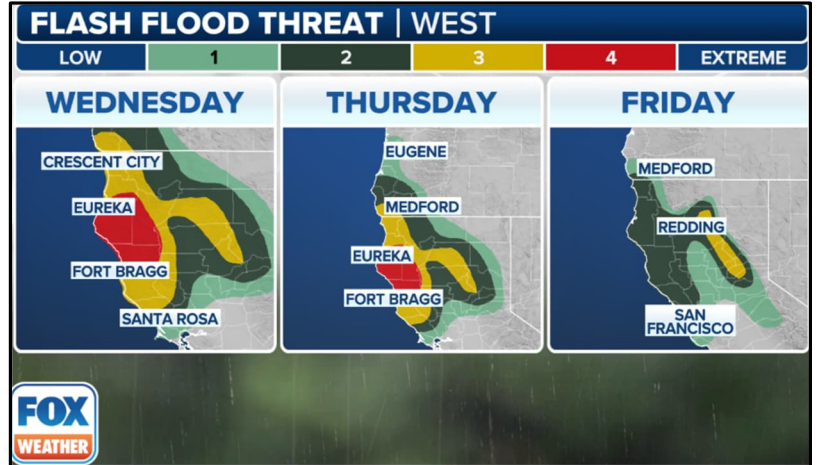 FLASH FLOOD THREAT | WEST
LOW 1 2 3 4 EXTREME
WEDNESDAY
CRESCENT CITY
EUREKA
FORT BRAGG
SANTA ROSA
THURSDAY
EUGENE
MEDFORD
EUREKA
FORT BRAGG
FRIDAY
MEDFORD
REDDING
SAN
FRANCISCO
FOX
WEATHER